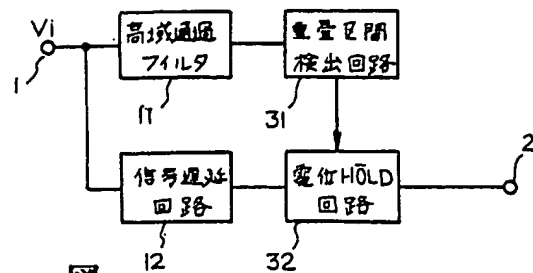 Vi
1
高域通過
フィルタ
11
重畳区間
検出回路
31
信号遅延
回路
12
電位HOLD
回路
32
2
図